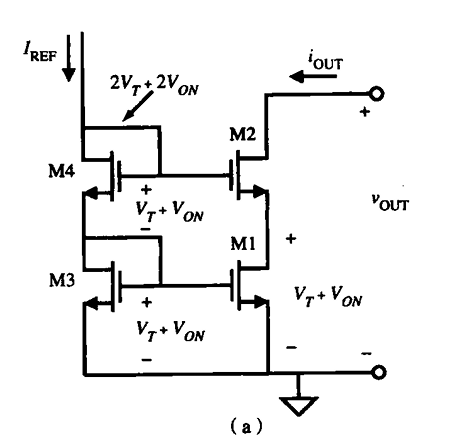 I_REF
i_OUT
2V_T + 2V_ON
+
M2
M4
+
V_T + V_ON
−
v_OUT
M1
+
M3
+
V_T + V_ON
V_T + V_ON
−
−
−
(a)